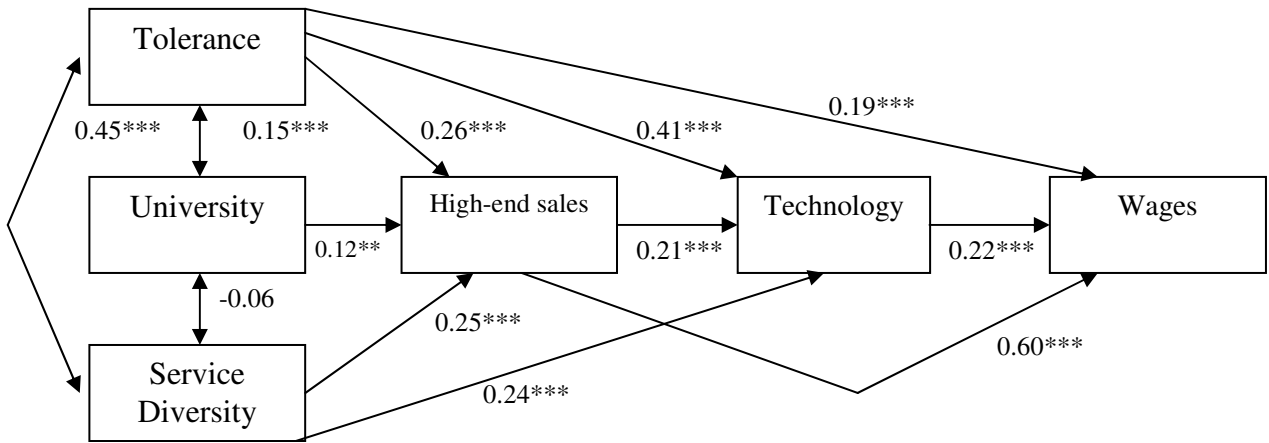 Tolerance
0.19***
0.45***
0.15***
0.26***
0.41***
University
High-end sales
Technology
Wages
0.12**
0.21***
0.22***
-0.06
0.25***
0.60***
Service
Diversity
0.24***